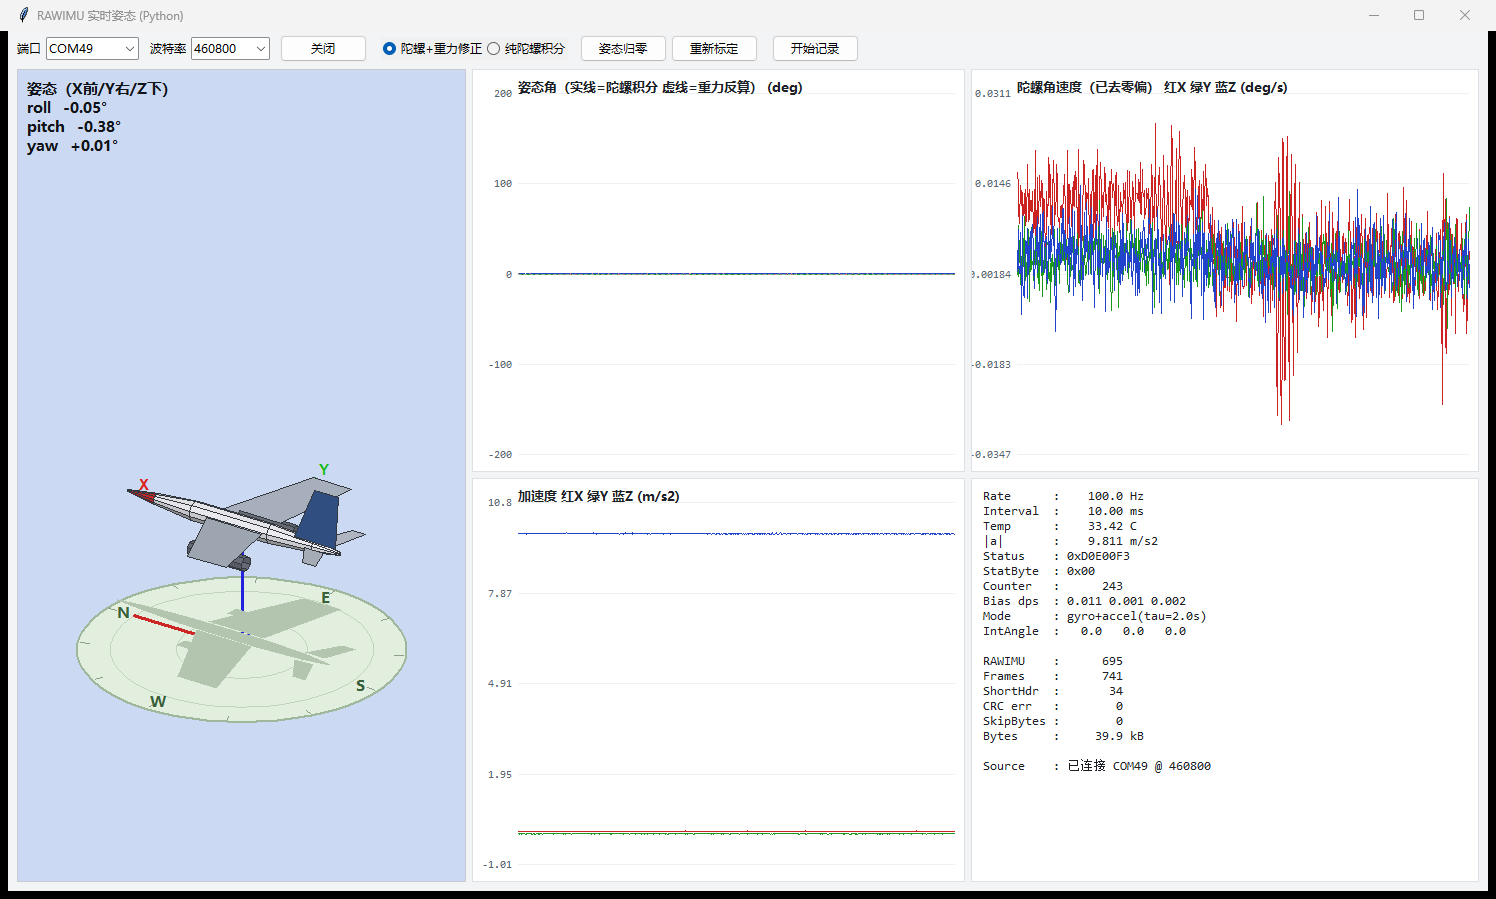 RAWIMU 实时姿态 (Python)
端口 COM49 波特率 460800 关闭 陀螺+重力修正 纯陀螺积分 姿态归零 重新标定 开始记录
姿态（X前/Y右/Z下）
roll -0.05°
pitch -0.38°
yaw +0.01°
X
Y
N
E
S
W
姿态角（实线=陀螺积分 虚线=重力反算） (deg)
200
100
0
-100
-200
陀螺角速度（已去零偏） 红X 绿Y 蓝Z (deg/s)
0.0311
0.0146
0.00184
-0.0183
-0.0347
加速度 红X 绿Y 蓝Z (m/s2)
10.8
7.87
4.91
1.95
-1.01
Rate : 100.0 Hz
Interval : 10.00 ms
Temp : 33.42 C
|a| : 9.811 m/s2
Status : 0xD0E00F3
StatByte : 0x00
Counter : 243
Bias dps : 0.011 0.001 0.002
Mode : gyro+accel(tau=2.0s)
IntAngle : 0.0 0.0 0.0
RAWIMU : 695
Frames : 741
ShortHdr : 34
CRC err : 0
SkipBytes : 0
Bytes : 39.9 kB
Source : 已连接 COM49 @ 460800